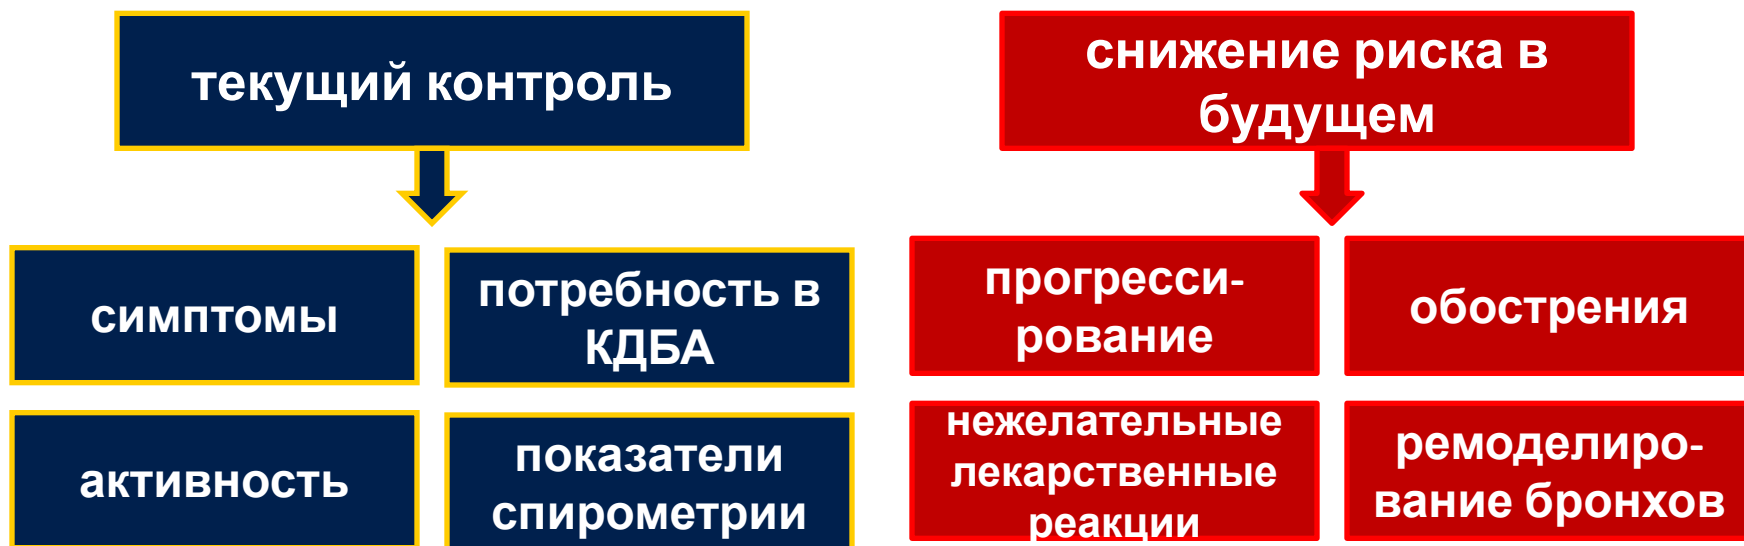 текущий контроль
снижение риска в
будущем
симптомы
потребность в
КДБА
прогресси-
рование
обострения
активность
показатели
спирометрии
нежелательные
лекарственные
реакции
ремоделиро-
вание бронхов